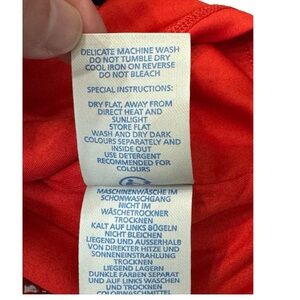 DELICATE MACHINE WASH
DO NOT TUMBLE DRY
COOL IRON ON REVERSE
DO NOT BLEACH
SPECIAL INSTRUCTIONS:
DRY FLAT, AWAY FROM
DIRECT HEAT AND
SUNLIGHT
STORE FLAT
WASH AND DRY DARK
COLOURS SEPARATELY AND
INSIDE OUT
USE DETERGENT
RECOMMENDED FOR
COLOURS
MASCHINENWÄSCHE IM
SCHONWASCHGANG
NICHT IM
WÄSCHETROCKNER
TROCKNEN
KALT AUF LINKS BÜGELN
NICHT BLEICHEN
LIEGEND UND AUSSERHALB
VON DIREKTER HITZE UND
SONNENEINSTRAHLUNG
TROCKNEN
LIEGEND LAGERN
DUNKLE FARBEN SEPARAT
UND AUF LINKS WASCHEN
UND TROCKNEN
COLORWASCHMITTEL